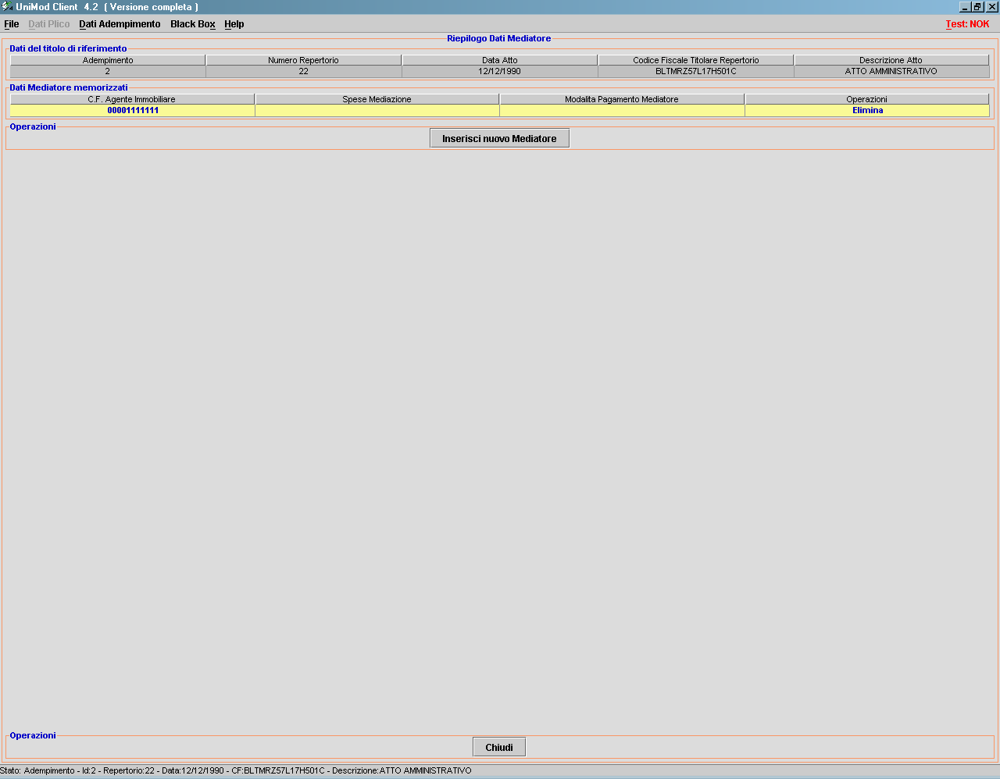 UniMod Client 4.2 ( Versione completa )
File Dati Plico Dati Adempimento Black Box Help Test: NOK
Riepilogo Dati Mediatore
Dati del titolo di riferimento
Adempimento Numero Repertorio Data Atto Codice Fiscale Titolare Repertorio Descrizione Atto
2 22 12/12/1990 BLTMRZ57L17H501C ATTO AMMINISTRATIVO
Dati Mediatore memorizzati
C.F. Agente Immobiliare Spese Mediazione Modalita Pagamento Mediatore Operazioni
00001111111 Elimina
Operazioni
Inserisci nuovo Mediatore
Operazioni
Chiudi
Stato: Adempimento - Id:2 - Repertorio:22 - Data:12/12/1990 - CF:BLTMRZ57L17H501C - Descrizione:ATTO AMMINISTRATIVO